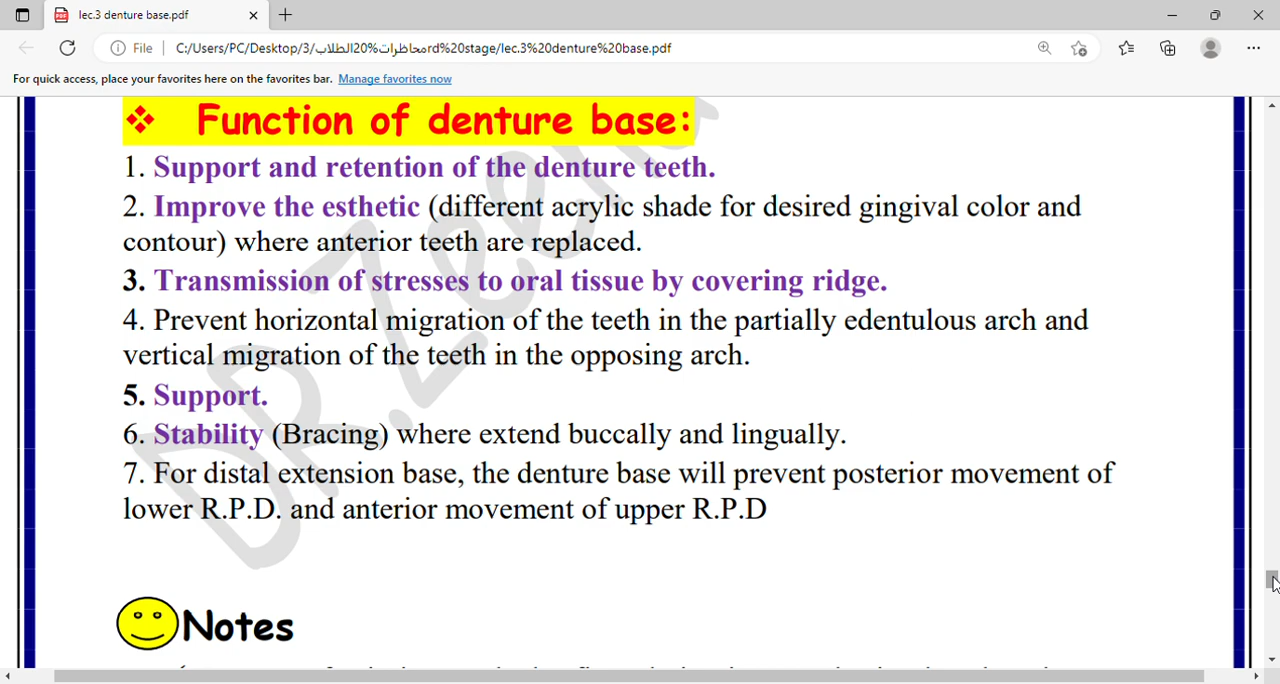 lec.3 denture base.pdf
File
C:/Users/PC/Desktop/3/محاظرات%20الطلابrd%20stage/lec.3%20denture%20base.pdf
For quick access, place your favorites here on the favorites bar. Manage favorites now
❖ Function of denture base:
1. Support and retention of the denture teeth.
2. Improve the esthetic (different acrylic shade for desired gingival color and
contour) where anterior teeth are replaced.
3. Transmission of stresses to oral tissue by covering ridge.
4. Prevent horizontal migration of the teeth in the partially edentulous arch and
vertical migration of the teeth in the opposing arch.
5. Support.
6. Stability (Bracing) where extend buccally and lingually.
7. For distal extension base, the denture base will prevent posterior movement of
lower R.P.D. and anterior movement of upper R.P.D
Notes